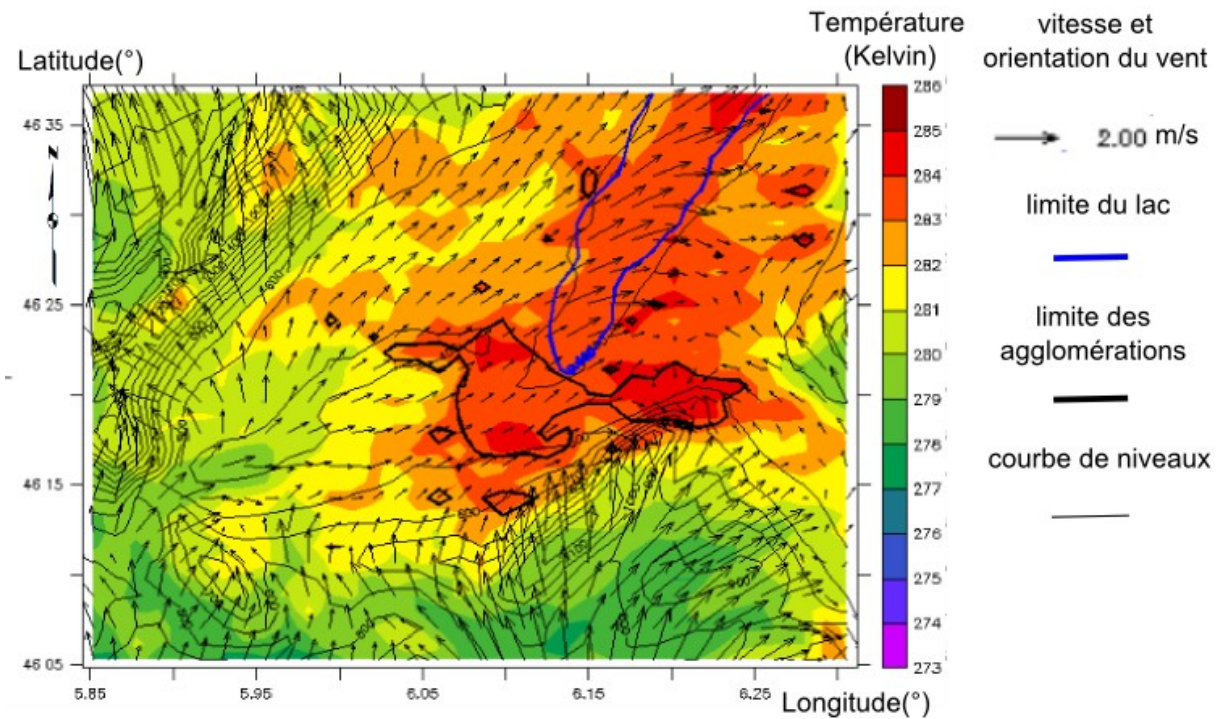 Latitude(°)
Température
(Kelvin)
vitesse et
orientation du vent
2.00 m/s
limite du lac
limite des
agglomérations
courbe de niveaux
46 35
46 25
46 15
46 05
5.85
5.95
6.05
6.15
6.25
Longitude(°)
286
285
284
283
282
281
280
279
278
277
276
275
274
273
N
600
600